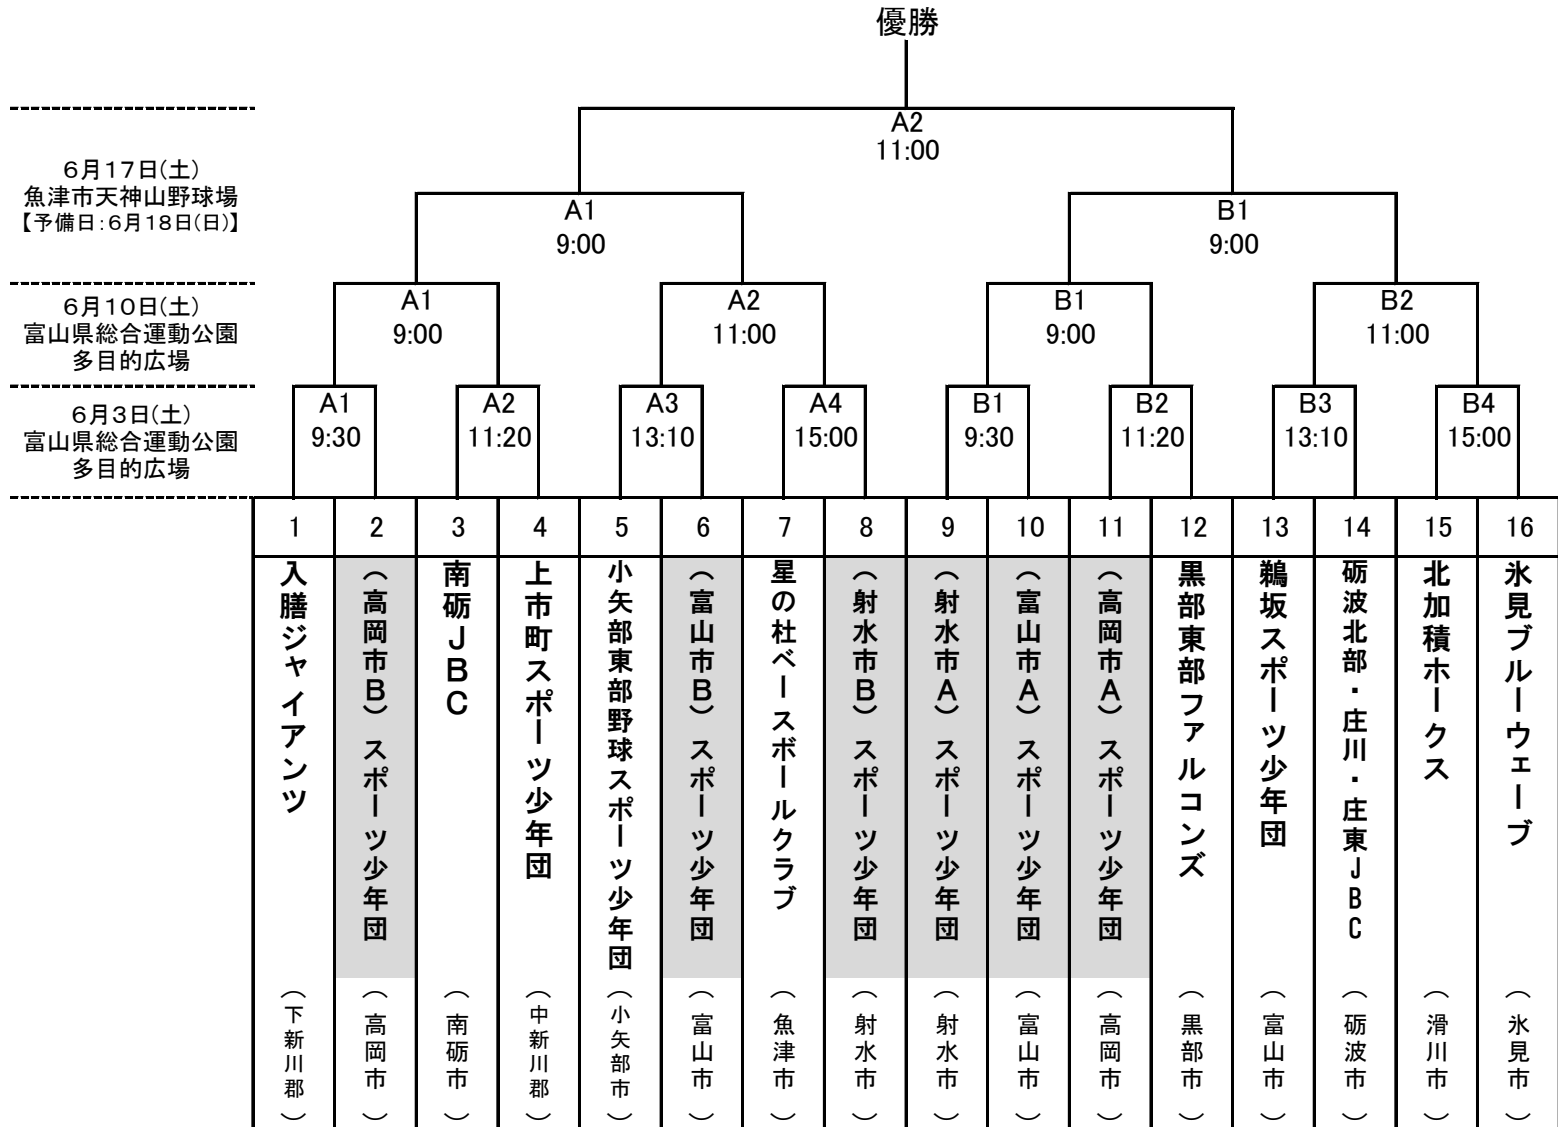 優勝
A2
11:00
6月17日(土)
魚津市天神山野球場
【予備日:6月18日(日)】
A1
9:00
B1
9:00
6月10日(土)
富山県総合運動公園
多目的広場
A1
9:00
A2
11:00
B1
9:00
B2
11:00
6月3日(土)
富山県総合運動公園
多目的広場
A1
9:30
A2
11:20
A3
13:10
A4
15:00
B1
9:30
B2
11:20
B3
13:10
B4
15:00
1
2
3
4
5
6
7
8
9
10
11
12
13
14
15
16
入膳ジャイアンツ
(高岡市B)スポーツ少年団
南砺JBC
上市町スポーツ少年団
小矢部東部野球スポーツ少年団
(富山市B)スポーツ少年団
星の杜ベースボールクラブ
(射水市B)スポーツ少年団
(射水市A)スポーツ少年団
(富山市A)スポーツ少年団
(高岡市A)スポーツ少年団
黒部東部ファルコンズ
鵜坂スポーツ少年団
砺波北部・庄川・庄東JBC
北加積ホークス
氷見ブルーウェーブ
(下新川郡)
(高岡市)
(南砺市)
(中新川郡)
(小矢部市)
(富山市)
(魚津市)
(射水市)
(射水市)
(富山市)
(高岡市)
(黒部市)
(富山市)
(砺波市)
(滑川市)
(氷見市)